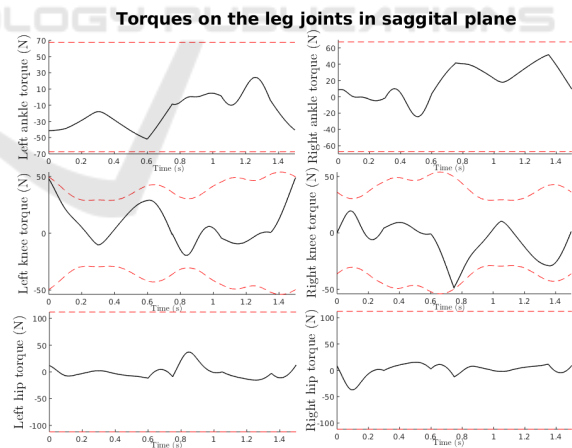 Torques on the leg joints in saggital plane
Left ankle torque (N)
70
50
30
10
-10
-30
-50
-70
0 0.2 0.4 0.6 0.8 1 1.2 1.4
Time (s)
Right ankle torque (N)
60
40
20
0
-20
-40
-60
0 0.2 0.4 0.6 0.8 1 1.2 1.4
Time (s)
Left knee torque (N)
50
0
-50
0 0.2 0.4 0.6 0.8 1 1.2 1.4
Time (s)
Right knee torque (N)
50
0
-50
0 0.2 0.4 0.6 0.8 1 1.2 1.4
Time (s)
Left hip torque (N)
100
50
0
-50
-100
0 0.2 0.4 0.6 0.8 1 1.2 1.4
Time (s)
Right hip torque (N)
100
50
0
-50
-100
0 0.2 0.4 0.6 0.8 1 1.2 1.4
Time (s)